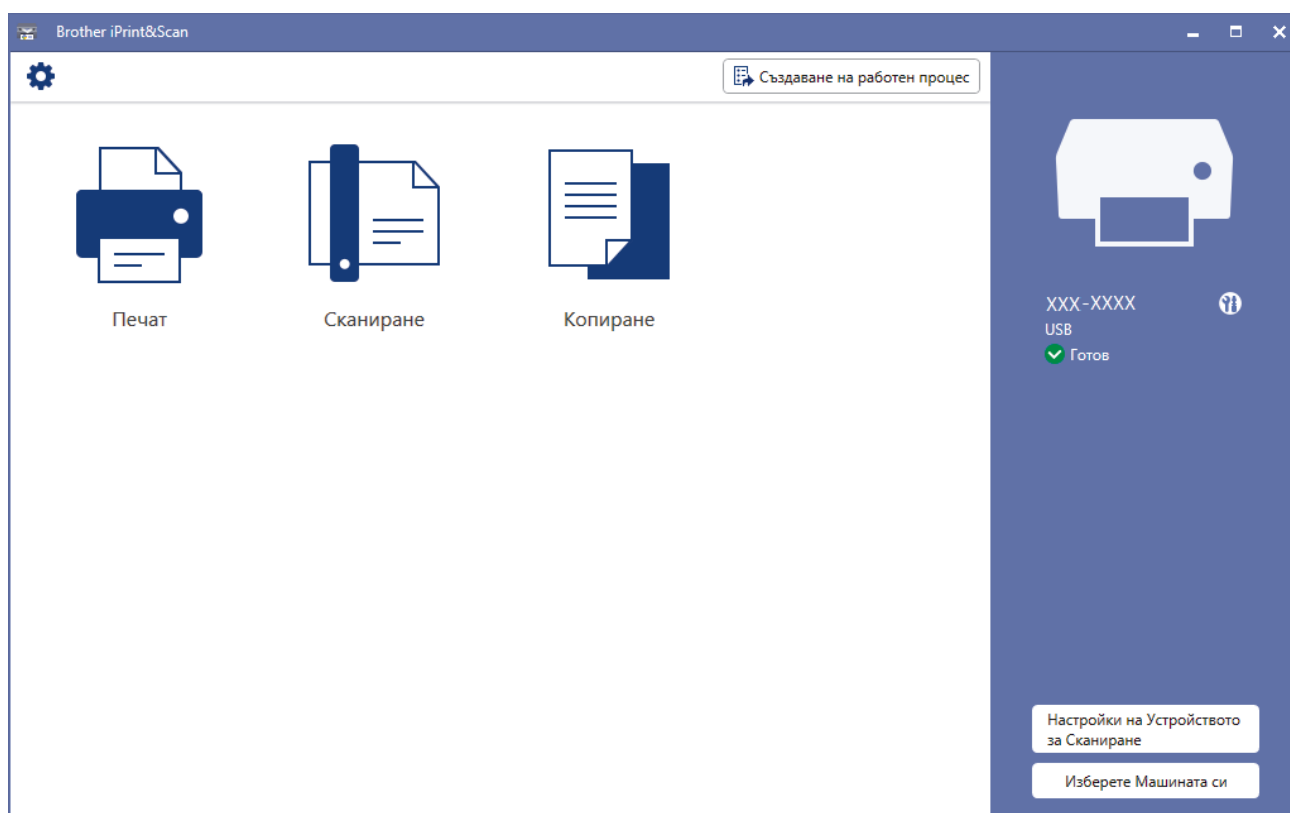 Brother iPrint&Scan
Създаване на работен процес
Печат
Сканиране
Копиране
XXX-XXXX
USB
Готов
Настройки на Устройството
за Сканиране
Изберете Машината си